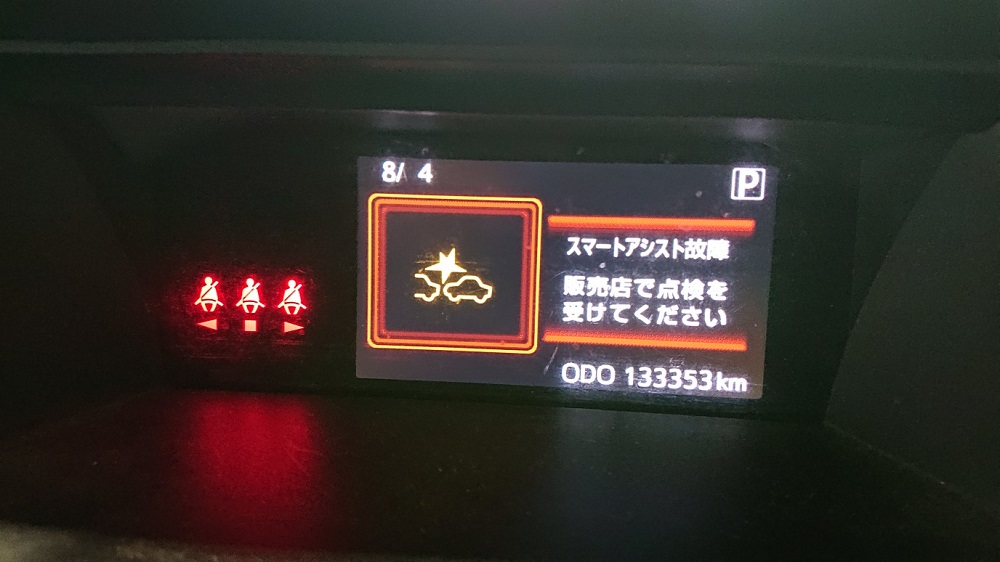 8/ 4
P
スマートアシスト故障
販売店で点検を
受けてください
ODO 133353km